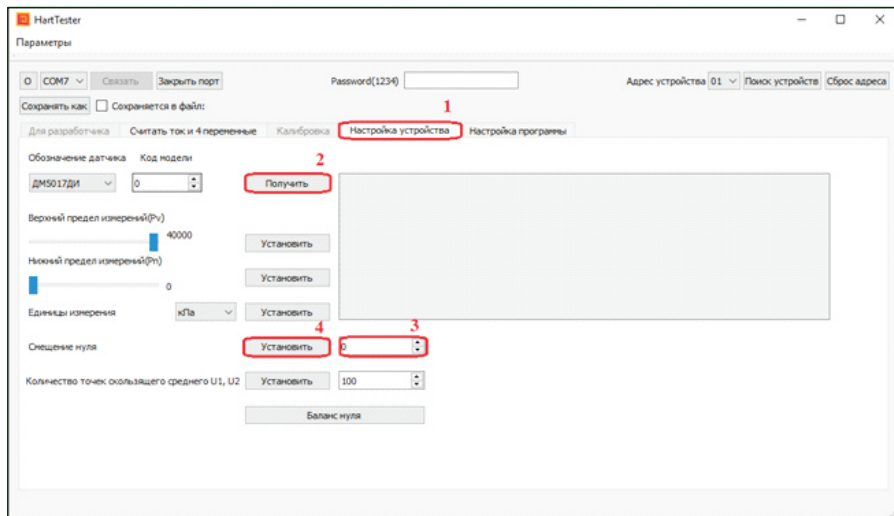 HartTester
Параметры
O COM7 Связать Закрыть порт Password(1234) Адрес устройства 01 Поиск устройств Сброс адреса
Сохранять как Сохраняется в файл:
1
Для разработчика Считать ток и 4 переменные Калибровка Настройка устройства Настройка программы
Обозначение датчика Код модели 2
ДМ5017ДИ 0 Получить
Верхний предел измерений(Pv)
40000
Установить
Нижний предел измерений(Pn)
Установить
0
Единицы измерения кПа Установить
4 3
Смещение нуля Установить 0
Количество точек скользящего среднего U1, U2 Установить 100
Баланс нуля